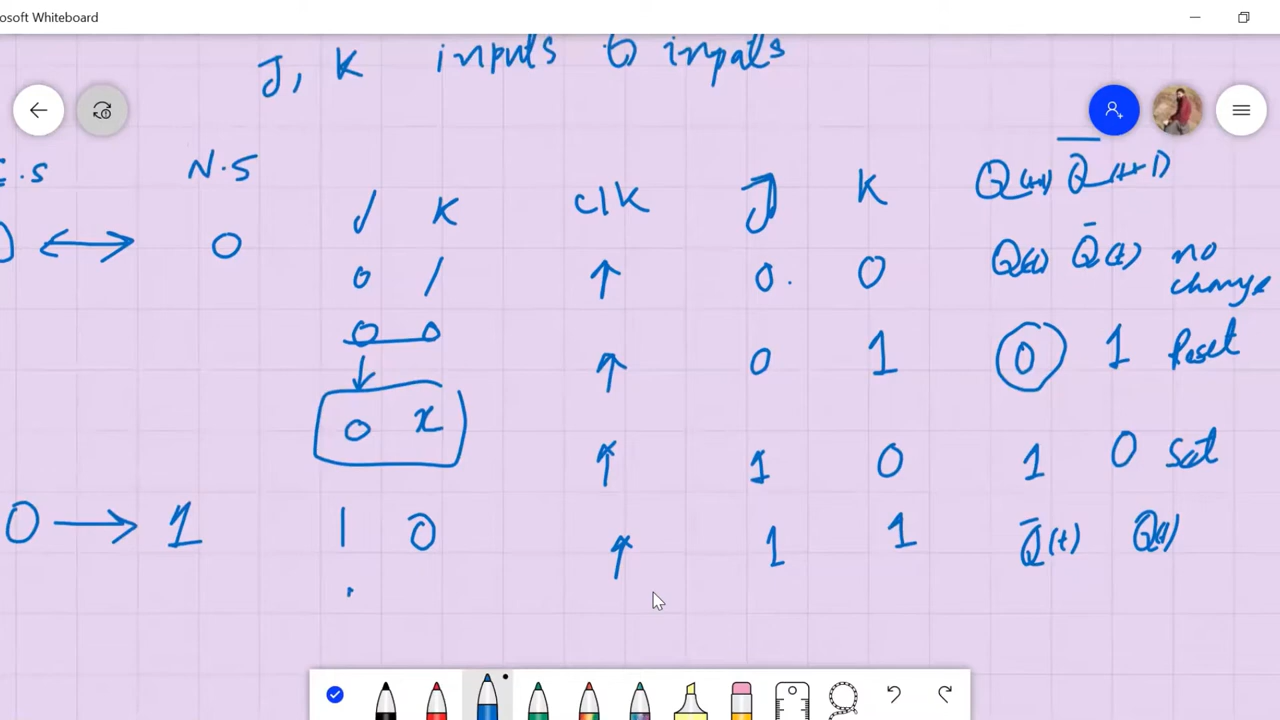 osoft Whiteboard
J, K inputs to inputs
.S N.S J K clk J K Q(t+1) Q̅(t+1)
0 ↔ 0 0 1 ↑ 0 0 Q(t) Q̅(t) no change
0 0 ↑ 0 1 0 1 Reset
0 x ↑ 1 0 1 0 Set
0 → 1 1 0 ↑ 1 1 Q̅(t) Q(t)